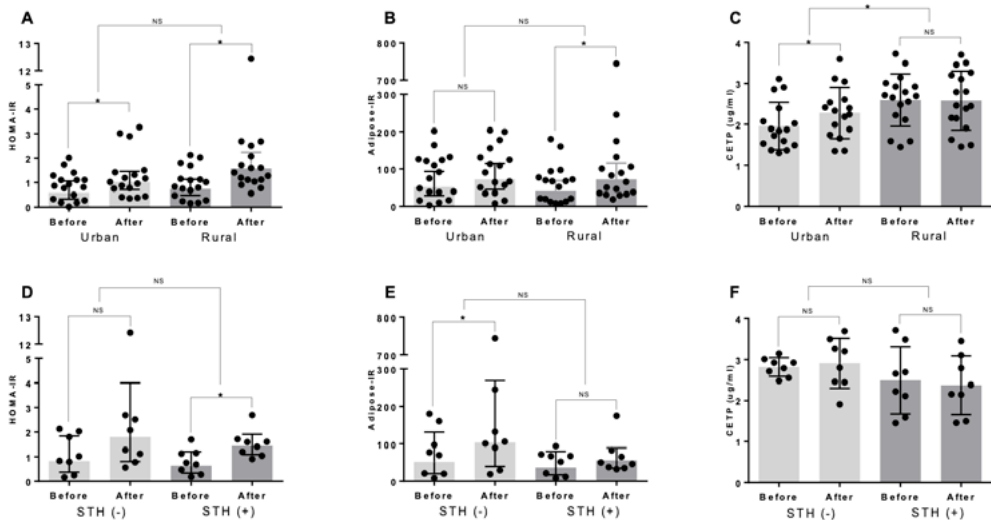 A
NS
*
*
HOMA-IR
13
12
5
4
3
2
1
0
Before After Before After
Urban Rural
B
NS
NS
*
Adipose-IR
800
700
300
200
100
0
Before After Before After
Urban Rural
C
*
*
NS
CETP (ug/ml)
4
3
2
1
0
Before After Before After
Urban Rural
D
NS
NS
*
HOMA-IR
13
12
5
4
3
2
1
0
Before After Before After
STH (-) STH (+)
E
NS
*
NS
Adipose-IR
800
700
300
200
100
0
Before After Before After
STH (-) STH (+)
F
NS
NS
NS
CETP (ug/ml)
4
3
2
1
0
Before After Before After
STH (-) STH (+)